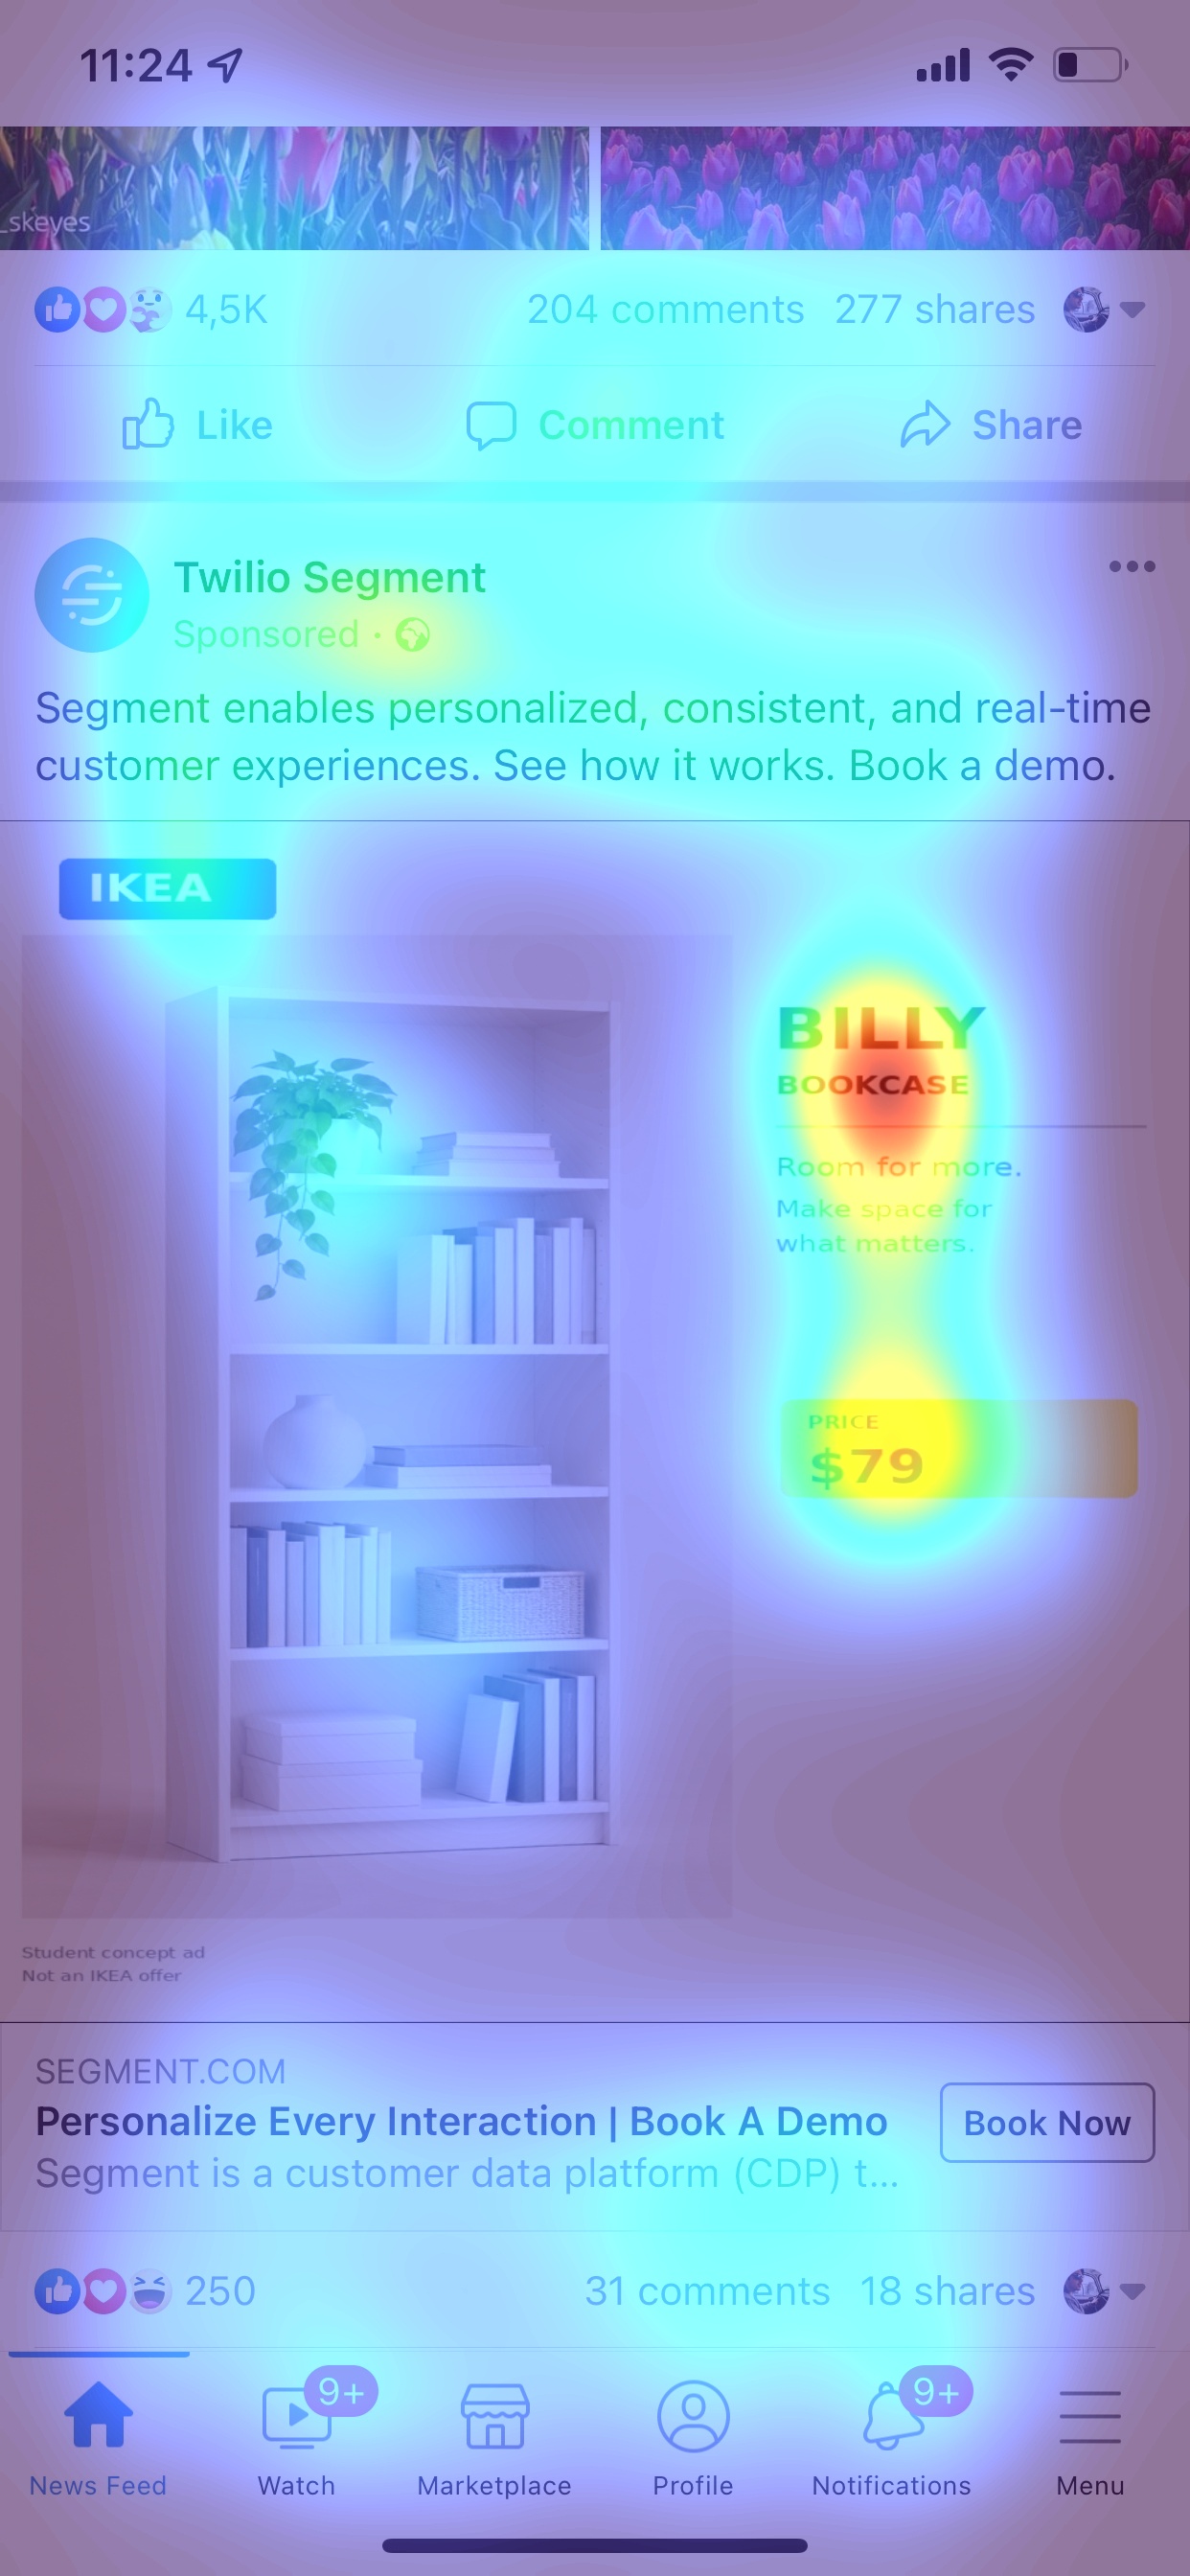 11:24
_skeyes
4,5K 204 comments 277 shares
Like Comment Share
Twilio Segment
Sponsored ·
Segment enables personalized, consistent, and real-time
customer experiences. See how it works. Book a demo.
IKEA
BILLY
BOOKCASE
Room for more.
Make space for
what matters.
PRICE
$79
Student concept ad
Not an IKEA offer
SEGMENT.COM
Personalize Every Interaction | Book A Demo
Segment is a customer data platform (CDP) t...
Book Now
250 31 comments 18 shares
9+ 9+
News Feed Watch Marketplace Profile Notifications Menu